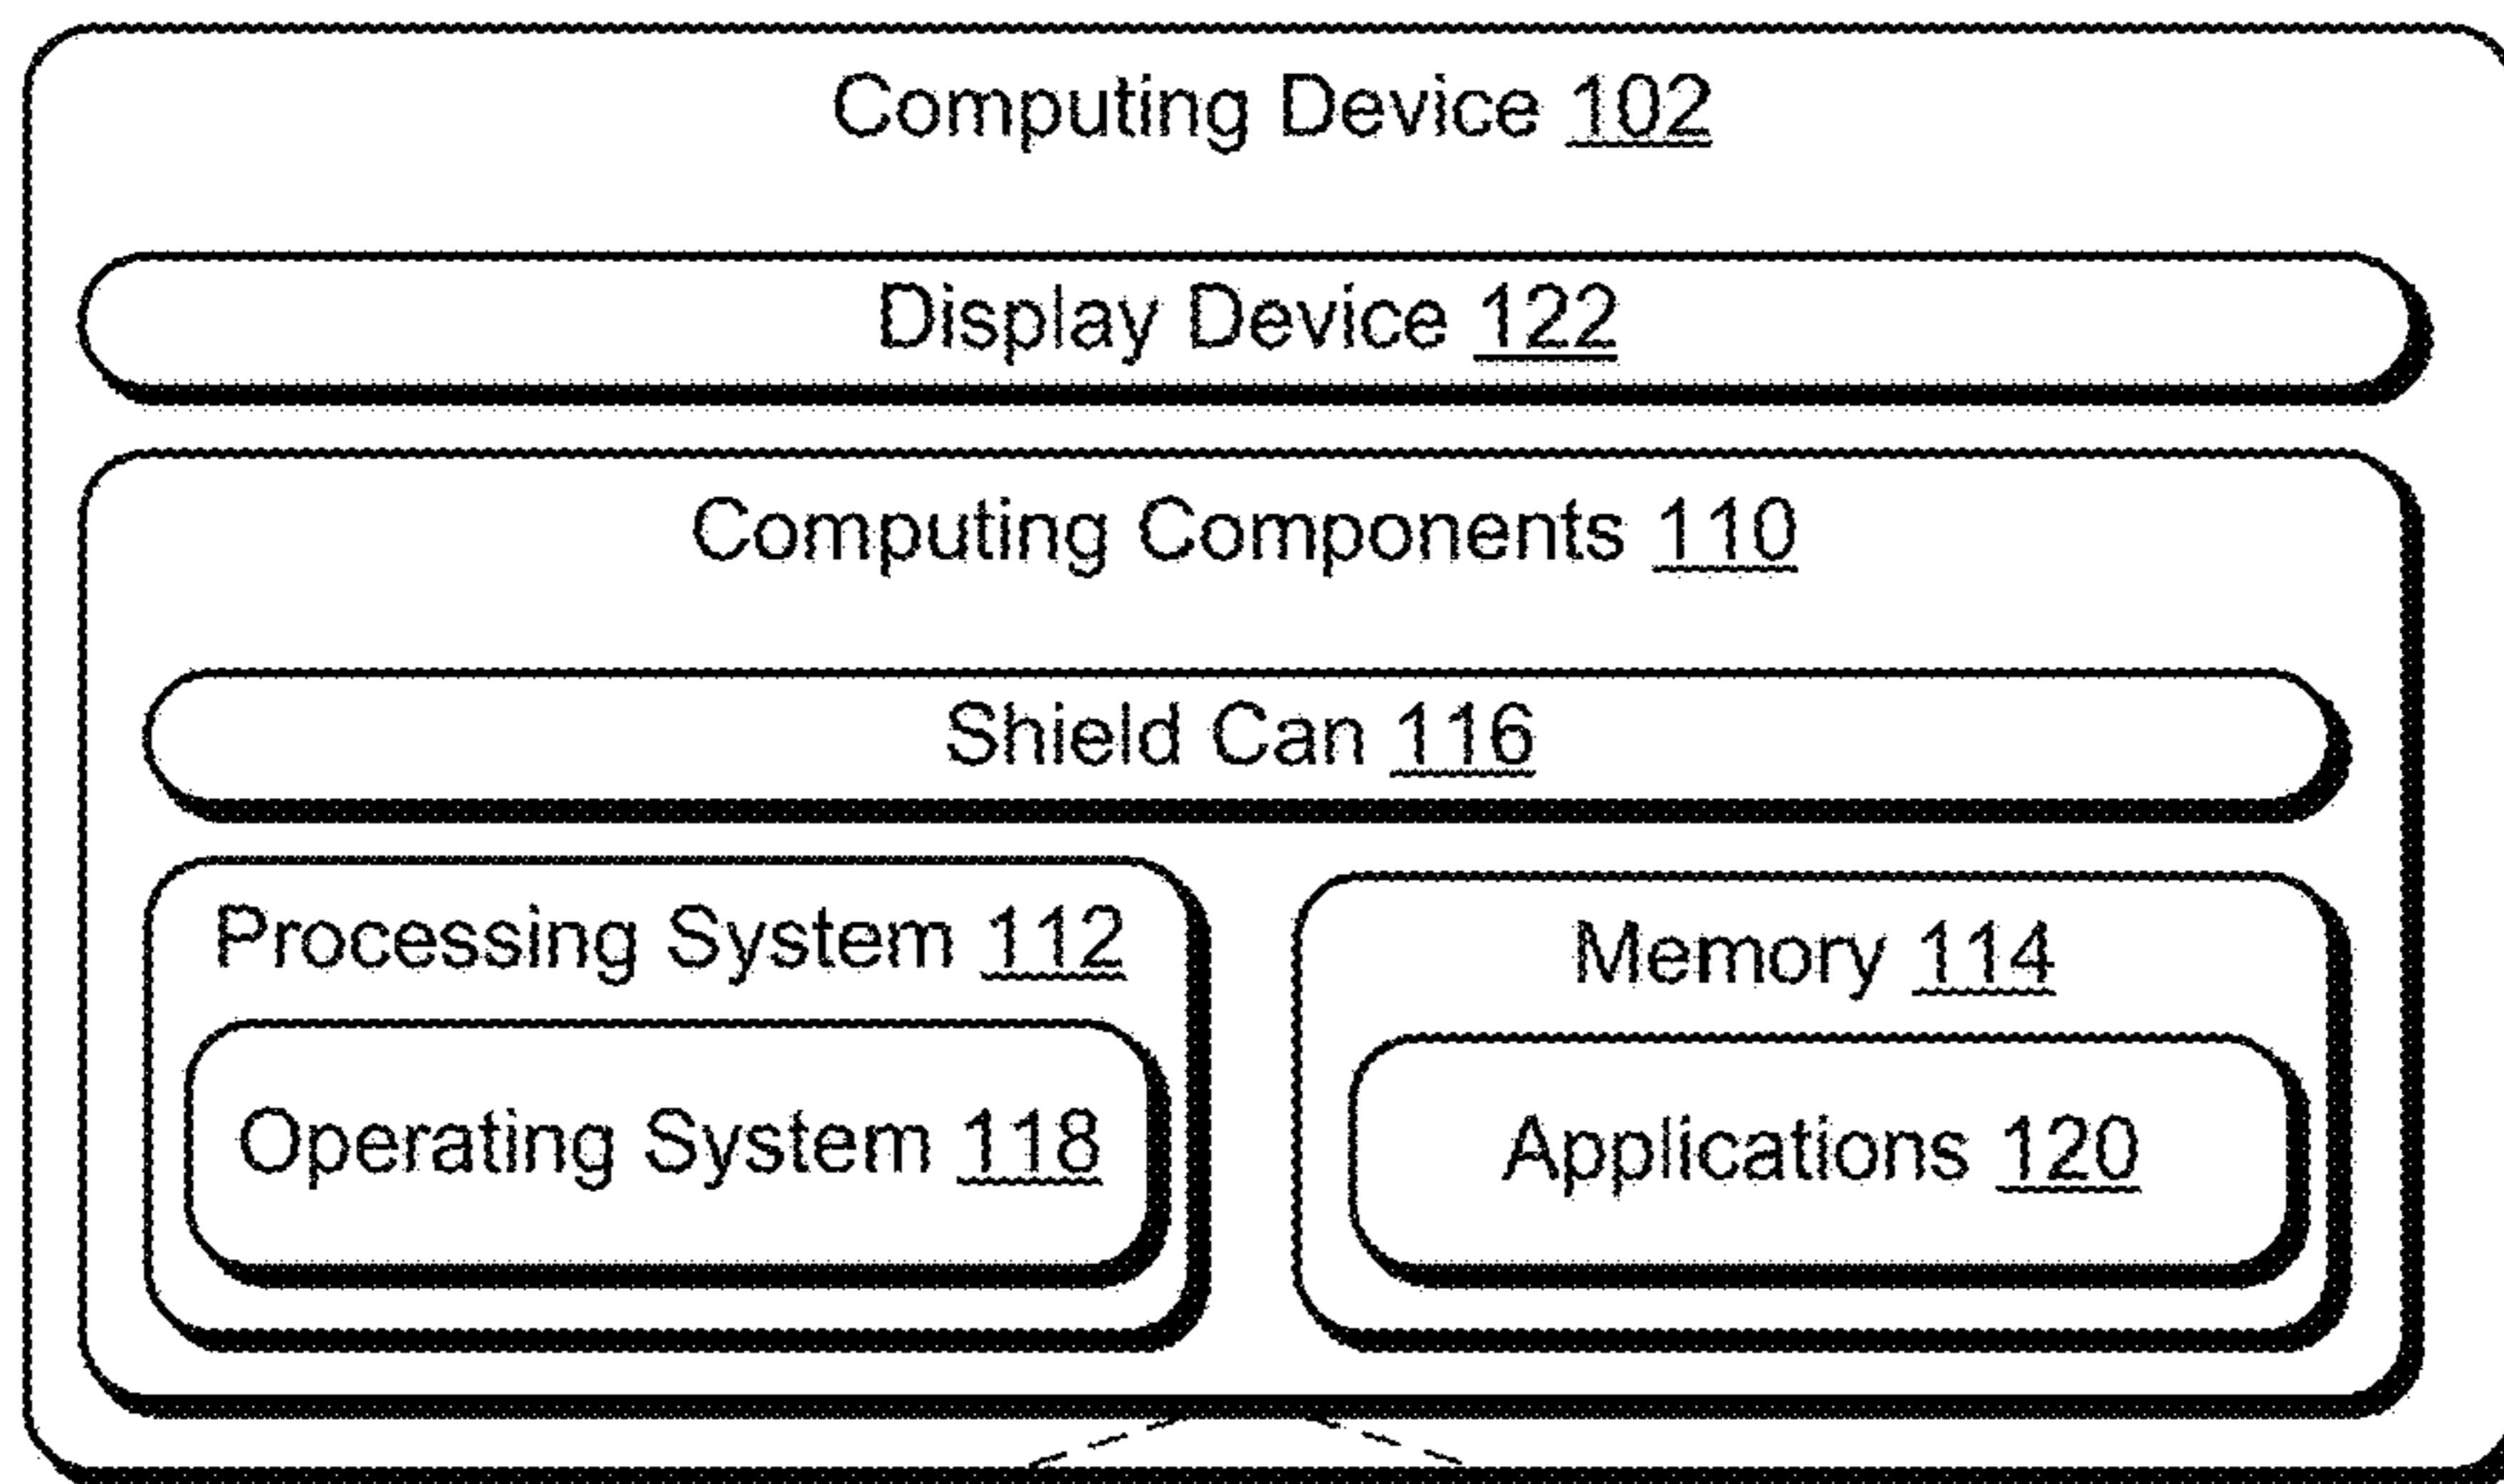 Computing Device 102
Display Device 122
Computing Components 110
Shield Can 116
Processing System 112
Memory 114
Operating System 118
Applications 120